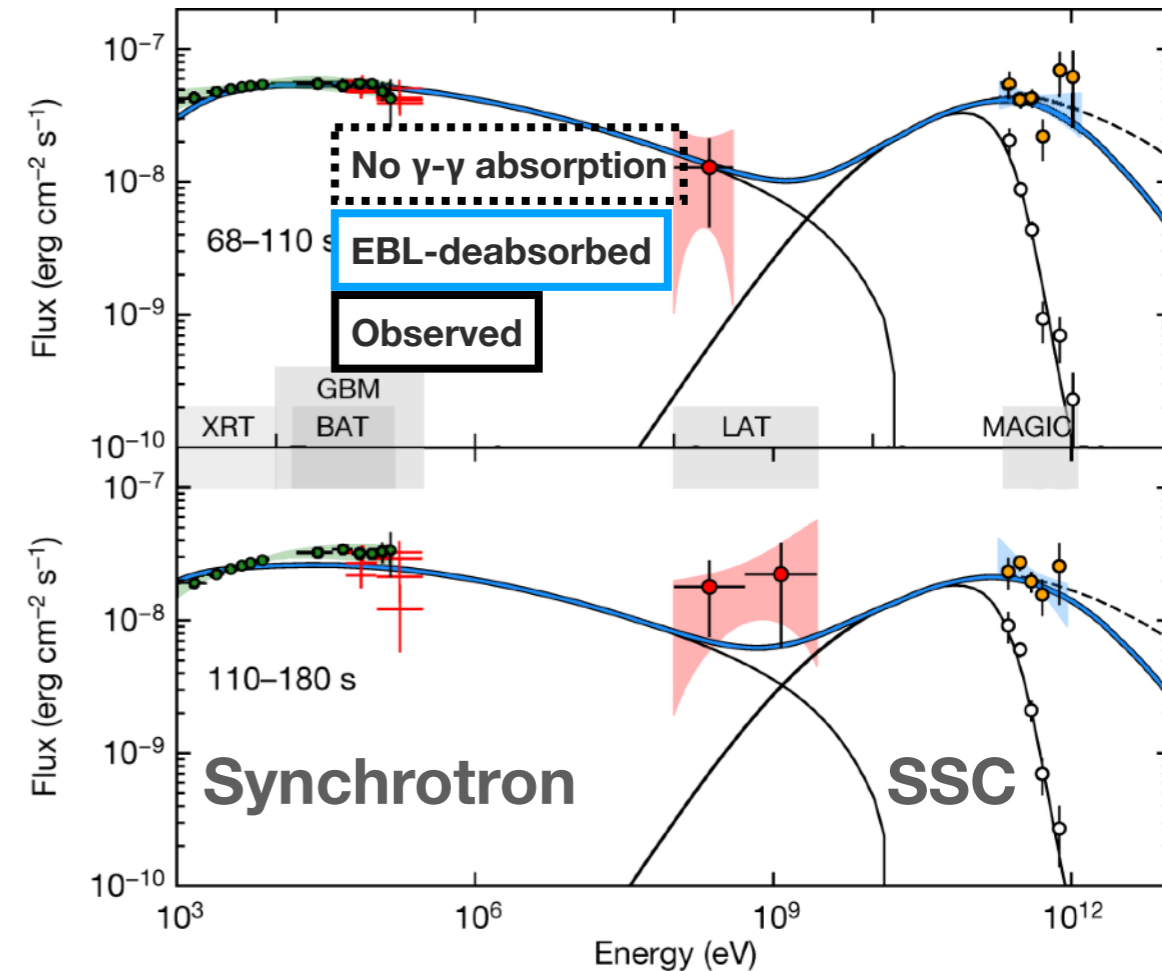 10⁻⁷
10⁻⁸
10⁻⁹
10⁻¹⁰
Flux (erg cm⁻² s⁻¹)
No γ-γ absorption
68–110 s
EBL-deabsorbed
Observed
GBM
XRT
BAT
LAT
MAGIC
10⁻⁷
10⁻⁸
10⁻⁹
10⁻¹⁰
Flux (erg cm⁻² s⁻¹)
110–180 s
Synchrotron
SSC
10³
10⁶
10⁹
10¹²
Energy (eV)